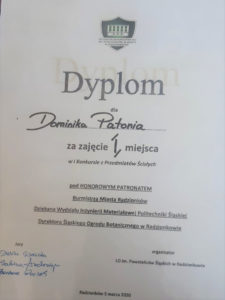 Dyplom
dla
Dominika Patonia
za zajęcie 1 miejsca
w I Konkursie z Przedmiotów Ścisłych
pod HONOROWYM PATRONATEM
Burmistrza Miasta Radzionków
Dziekana Wydziału Inżynierii Materiałowej Politechniki Śląskiej
Dyrektora Śląskiego Ogrodu Botanicznego w Radzionkowie
organizator
LO im. Powstańców Śląskich w Radzionkowie
Jury
Radzionków 5 marca 2020